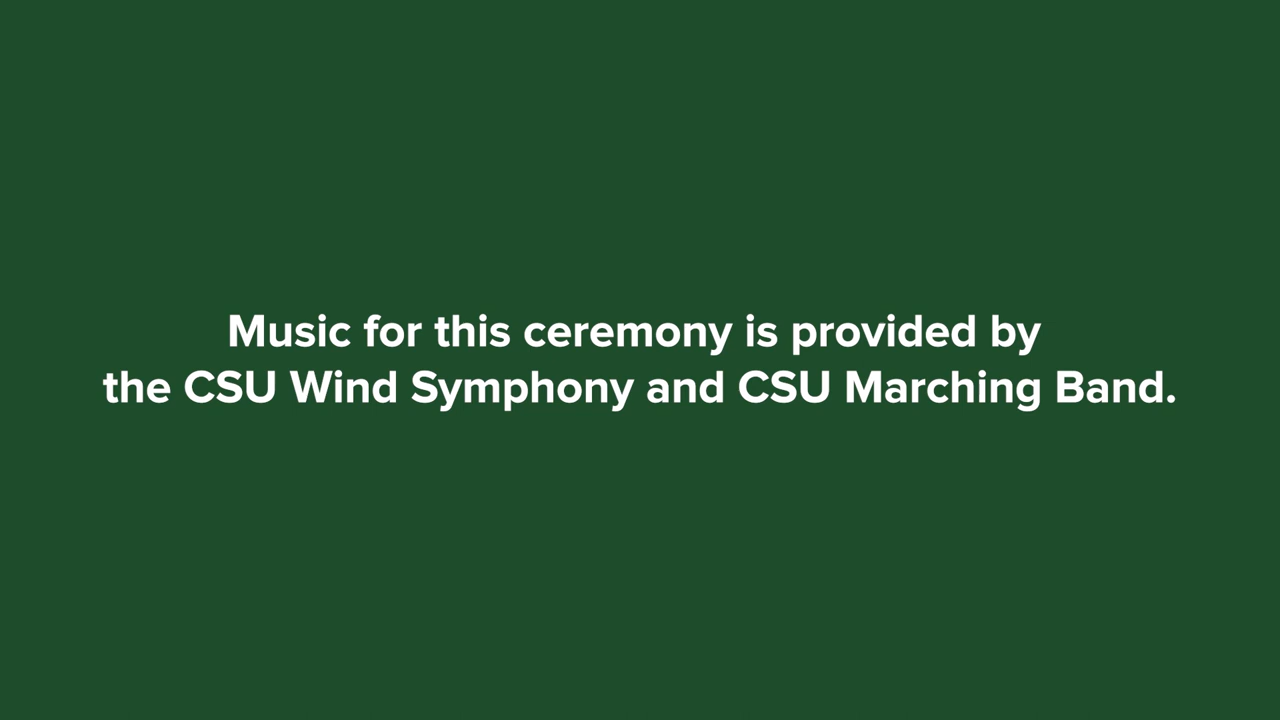 Music for this ceremony is provided by
the CSU Wind Symphony and CSU Marching Band.